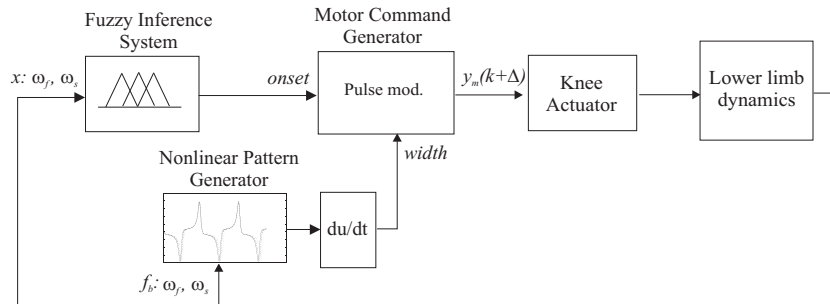 Fuzzy Inference
System
Motor Command
Generator
x: ω_f, ω_s
onset
Pulse mod.
y_m(k+Δ)
Knee
Actuator
Lower limb
dynamics
width
Nonlinear Pattern
Generator
du/dt
f_b: ω_f, ω_s